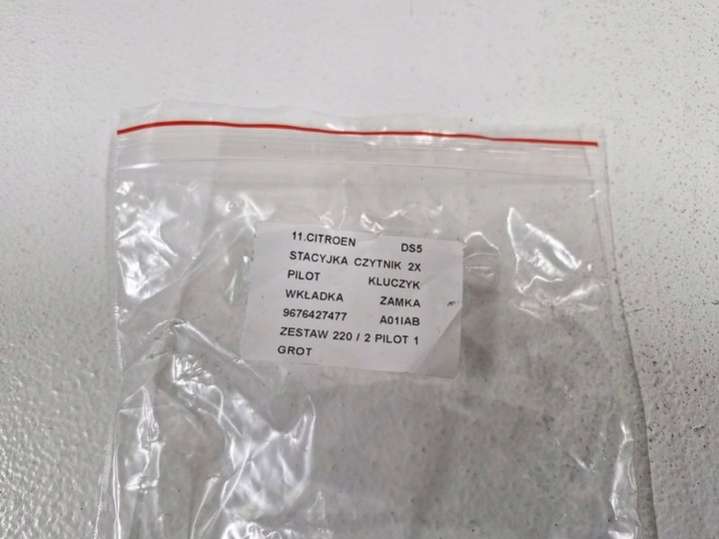 11.CITROEN DS5
STACYJKA CZYTNIK 2X
PILOT KLUCZYK
WKŁADKA ZAMKA
9676427477 A01IAB
ZESTAW 220 / 2 PILOT 1
GROT